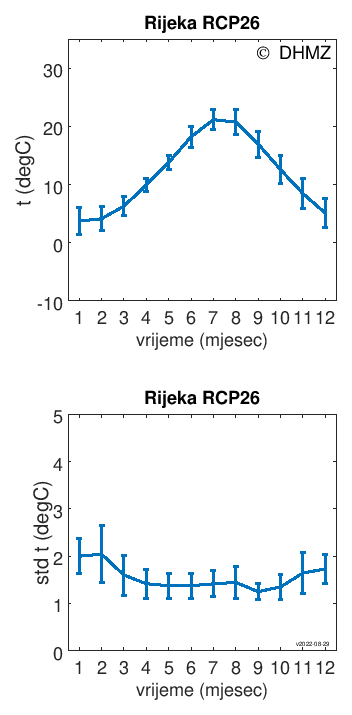 Rijeka RCP26
© DHMZ
t (degC)
30
20
10
0
-10
1 2 3 4 5 6 7 8 9 10 11 12
vrijeme (mjesec)
Rijeka RCP26
std t (degC)
5
4
3
2
1
0
v2022-08-29
1 2 3 4 5 6 7 8 9 10 11 12
vrijeme (mjesec)